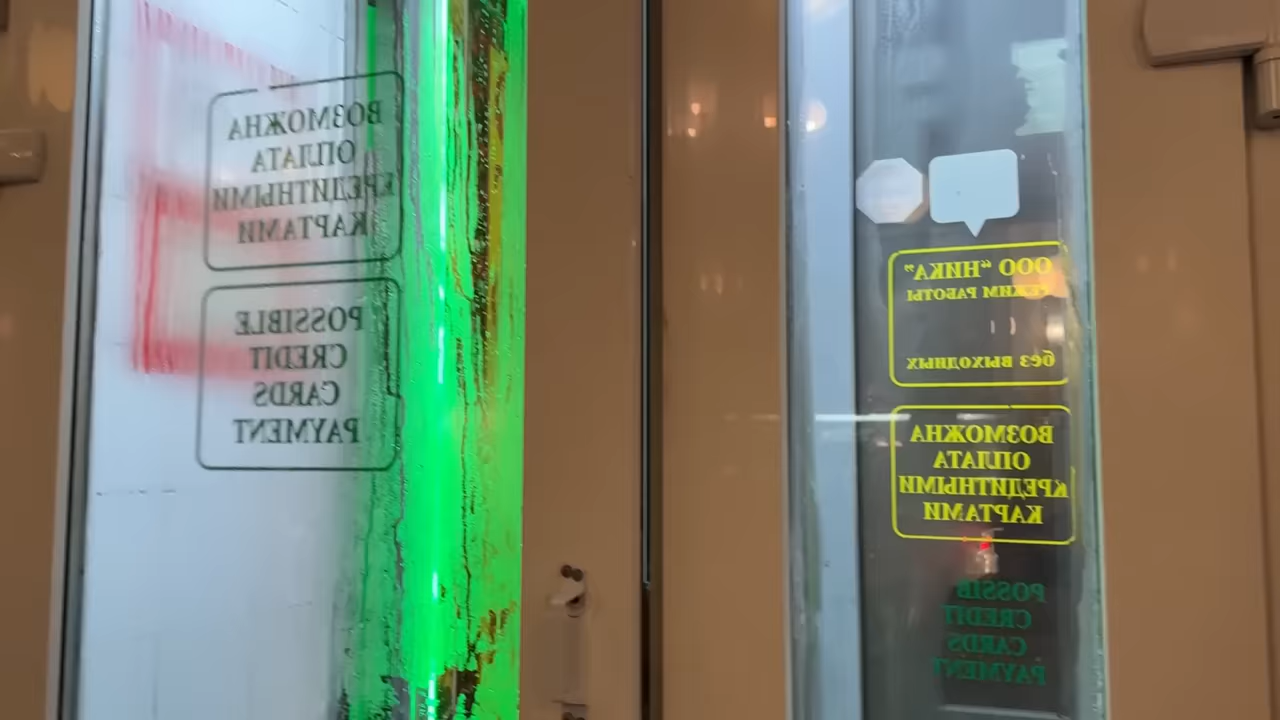 ВОЗМОЖНА
ОПЛАТА
КРЕДИТНЫМИ
КАРТАМИ
POSSIBLE
CREDIT
CARDS
PAYMENT
ООО "НИКА"
РЕЖИМ РАБОТЫ
без выходных
ВОЗМОЖНА
ОПЛАТА
КРЕДИТНЫМИ
КАРТАМИ
POSSIB
CREDIT
CARDS
PAYMENT